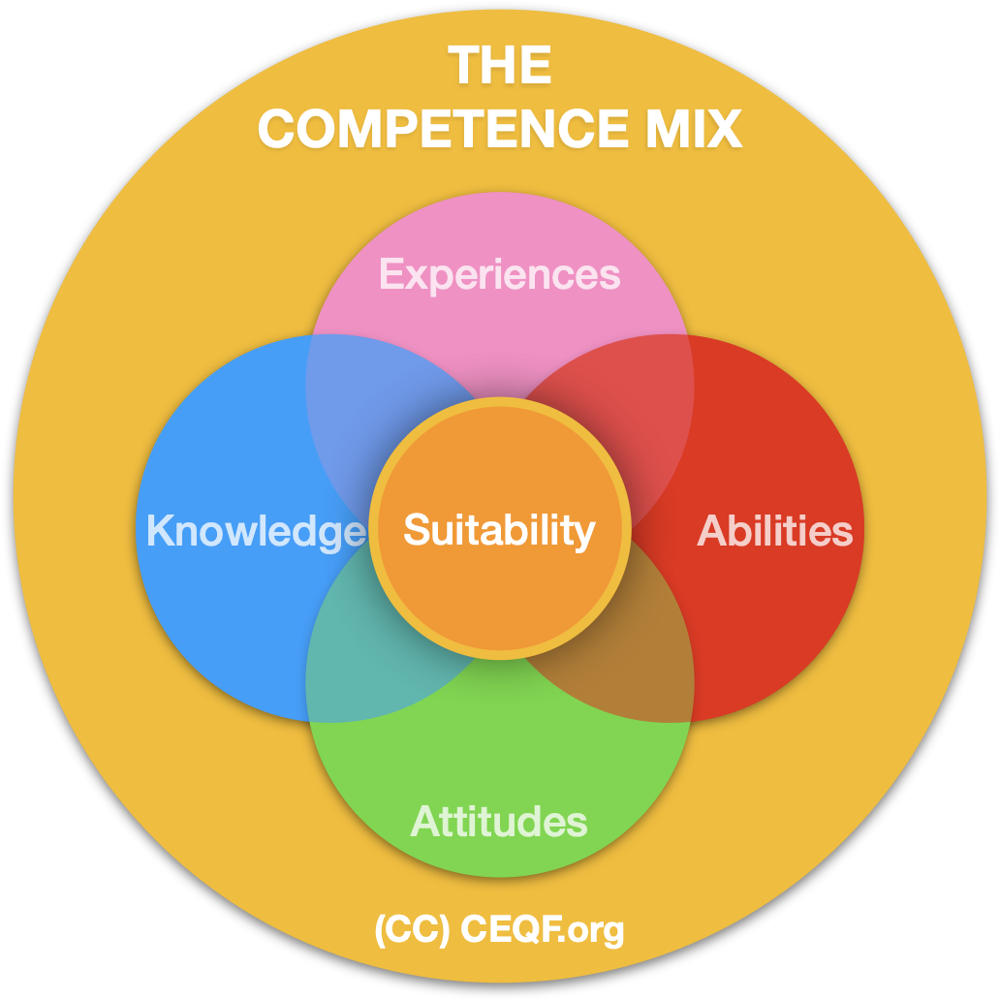 THE
COMPETENCE MIX
Experiences
Knowledge
Suitability
Abilities
Attitudes
(CC) CEQF.org